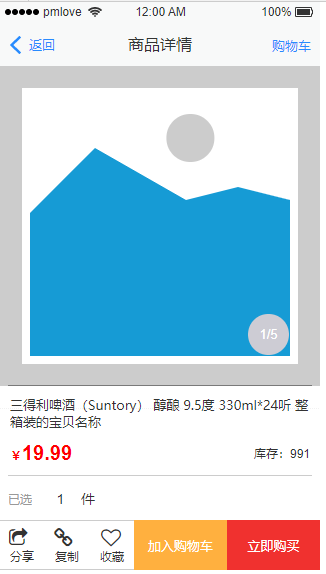 pmlove 12:00 AM 100%
返回 商品详情 购物车
1/5
三得利啤酒（Suntory） 醇酿 9.5度 330ml*24听 整
箱装的宝贝名称
￥19.99 库存：991
已选 1 件
分享 复制 收藏 加入购物车 立即购买